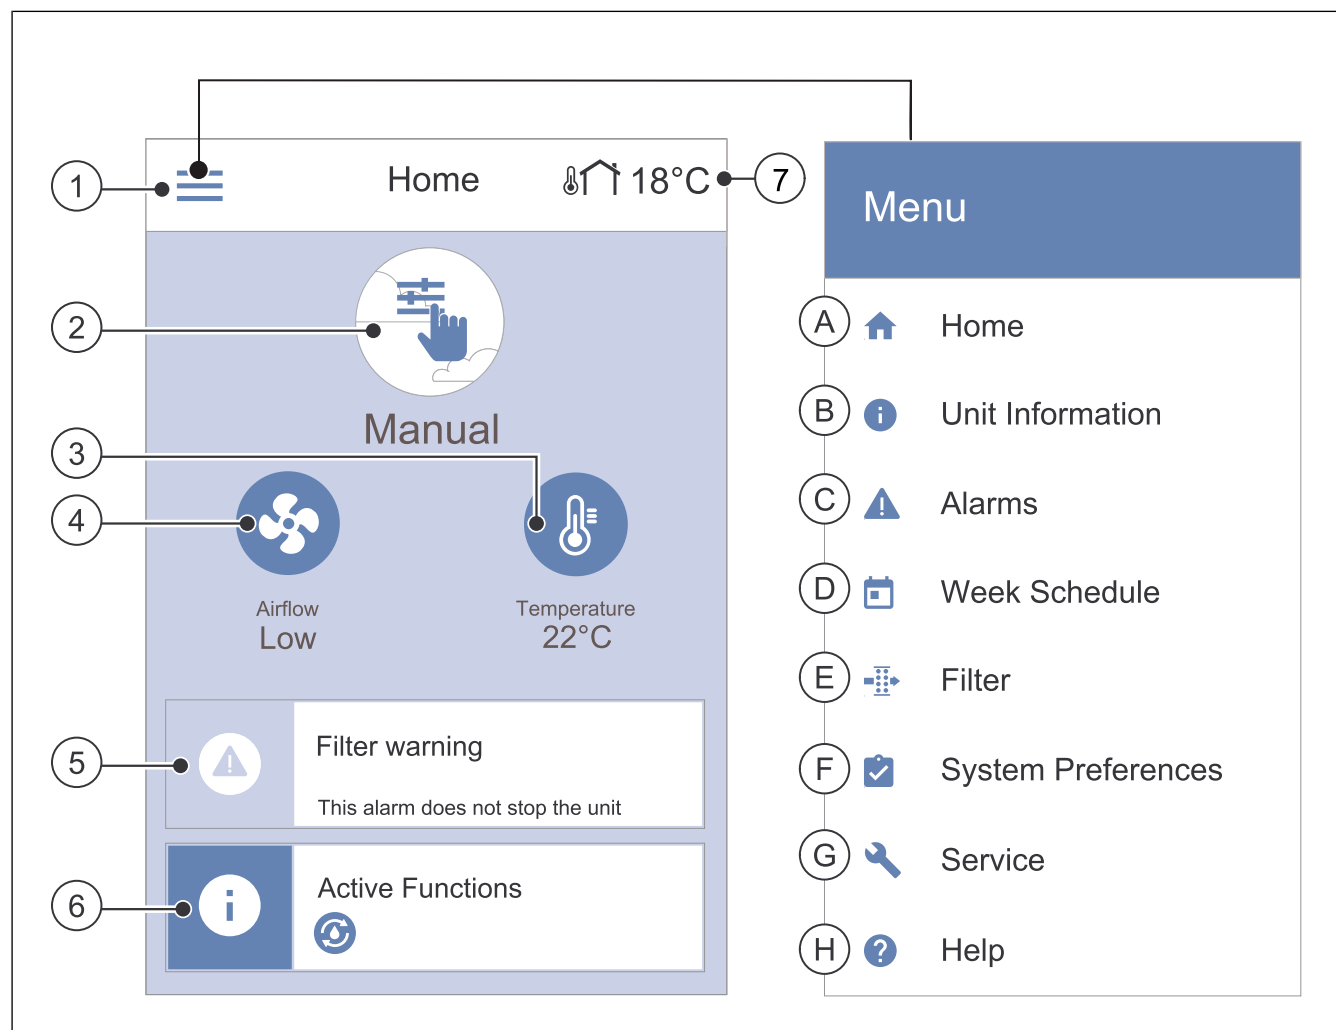 1
Home
18°C
7
Menu
2
Manual
3
4
Airflow
Low
Temperature
22°C
5
Filter warning
This alarm does not stop the unit
6
Active Functions
A
Home
B
Unit Information
C
Alarms
D
Week Schedule
E
Filter
F
System Preferences
G
Service
H
Help